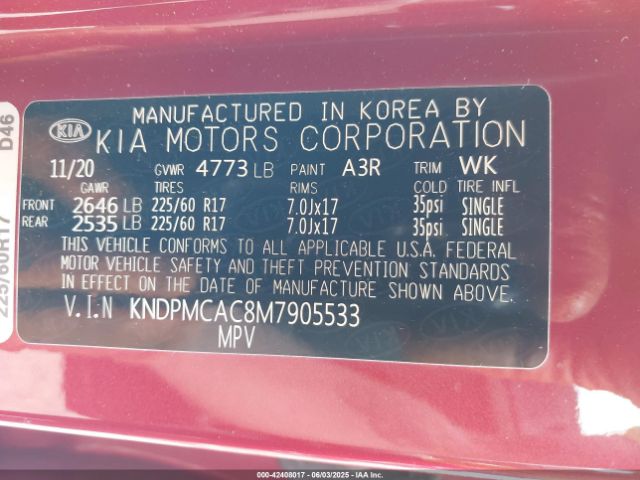 MANUFACTURED IN KOREA BY
KIA KIA MOTORS CORPORATION
11/20 GVWR 4773 LB PAINT A3R TRIM WK
GAWR TIRES RIMS COLD TIRE INFL
FRONT 2646 LB 225/60 R17 7.0Jx17 35psi SINGLE
REAR 2535 LB 225/60 R17 7.0Jx17 35psi SINGLE
THIS VEHICLE CONFORMS TO ALL APPLICABLE U.S.A. FEDERAL
MOTOR VEHICLE SAFETY AND THEFT PREVENTION STANDARDS
IN EFFECT ON THE DATE OF MANUFACTURE SHOWN ABOVE.
V.I.N KNDPMCAC8M7905533
MPV
D46
225/60R17
000-42408017 - 06/03/2025 - IAAI.COM